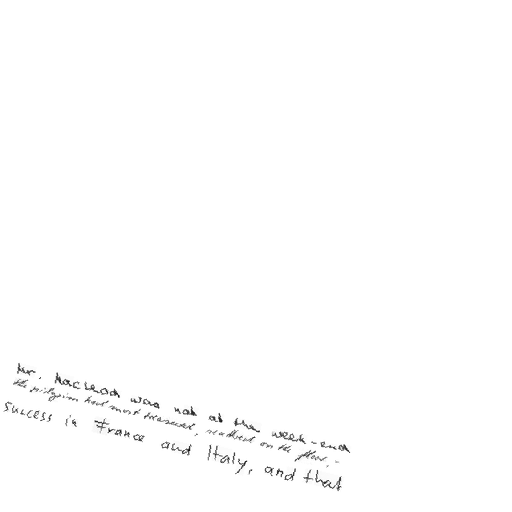 Mr. Macleod was not at the week-end
the pilgrim had most treasured, on the floor, -
success in France and Italy, and that